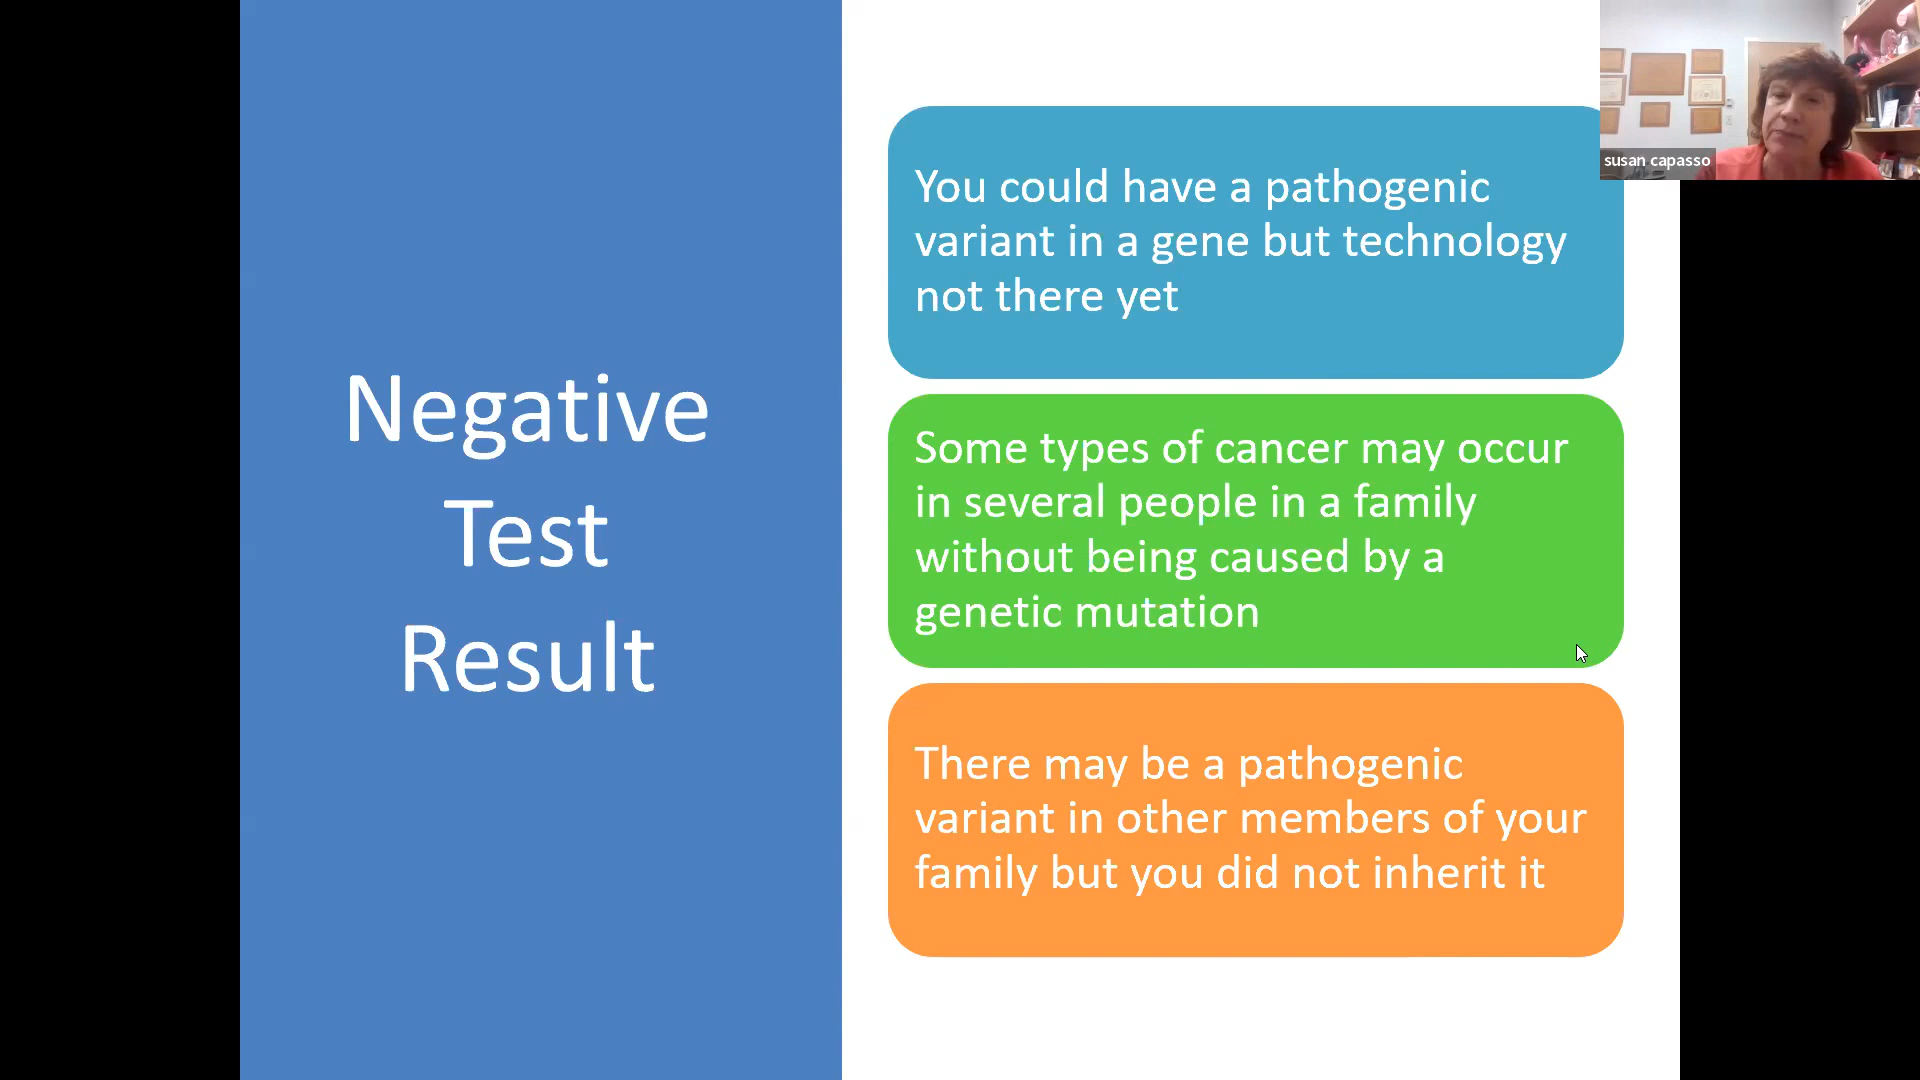 Negative
Test
Result
You could have a pathogenic
variant in a gene but technology
not there yet
Some types of cancer may occur
in several people in a family
without being caused by a
genetic mutation
There may be a pathogenic
variant in other members of your
family but you did not inherit it
susan capasso